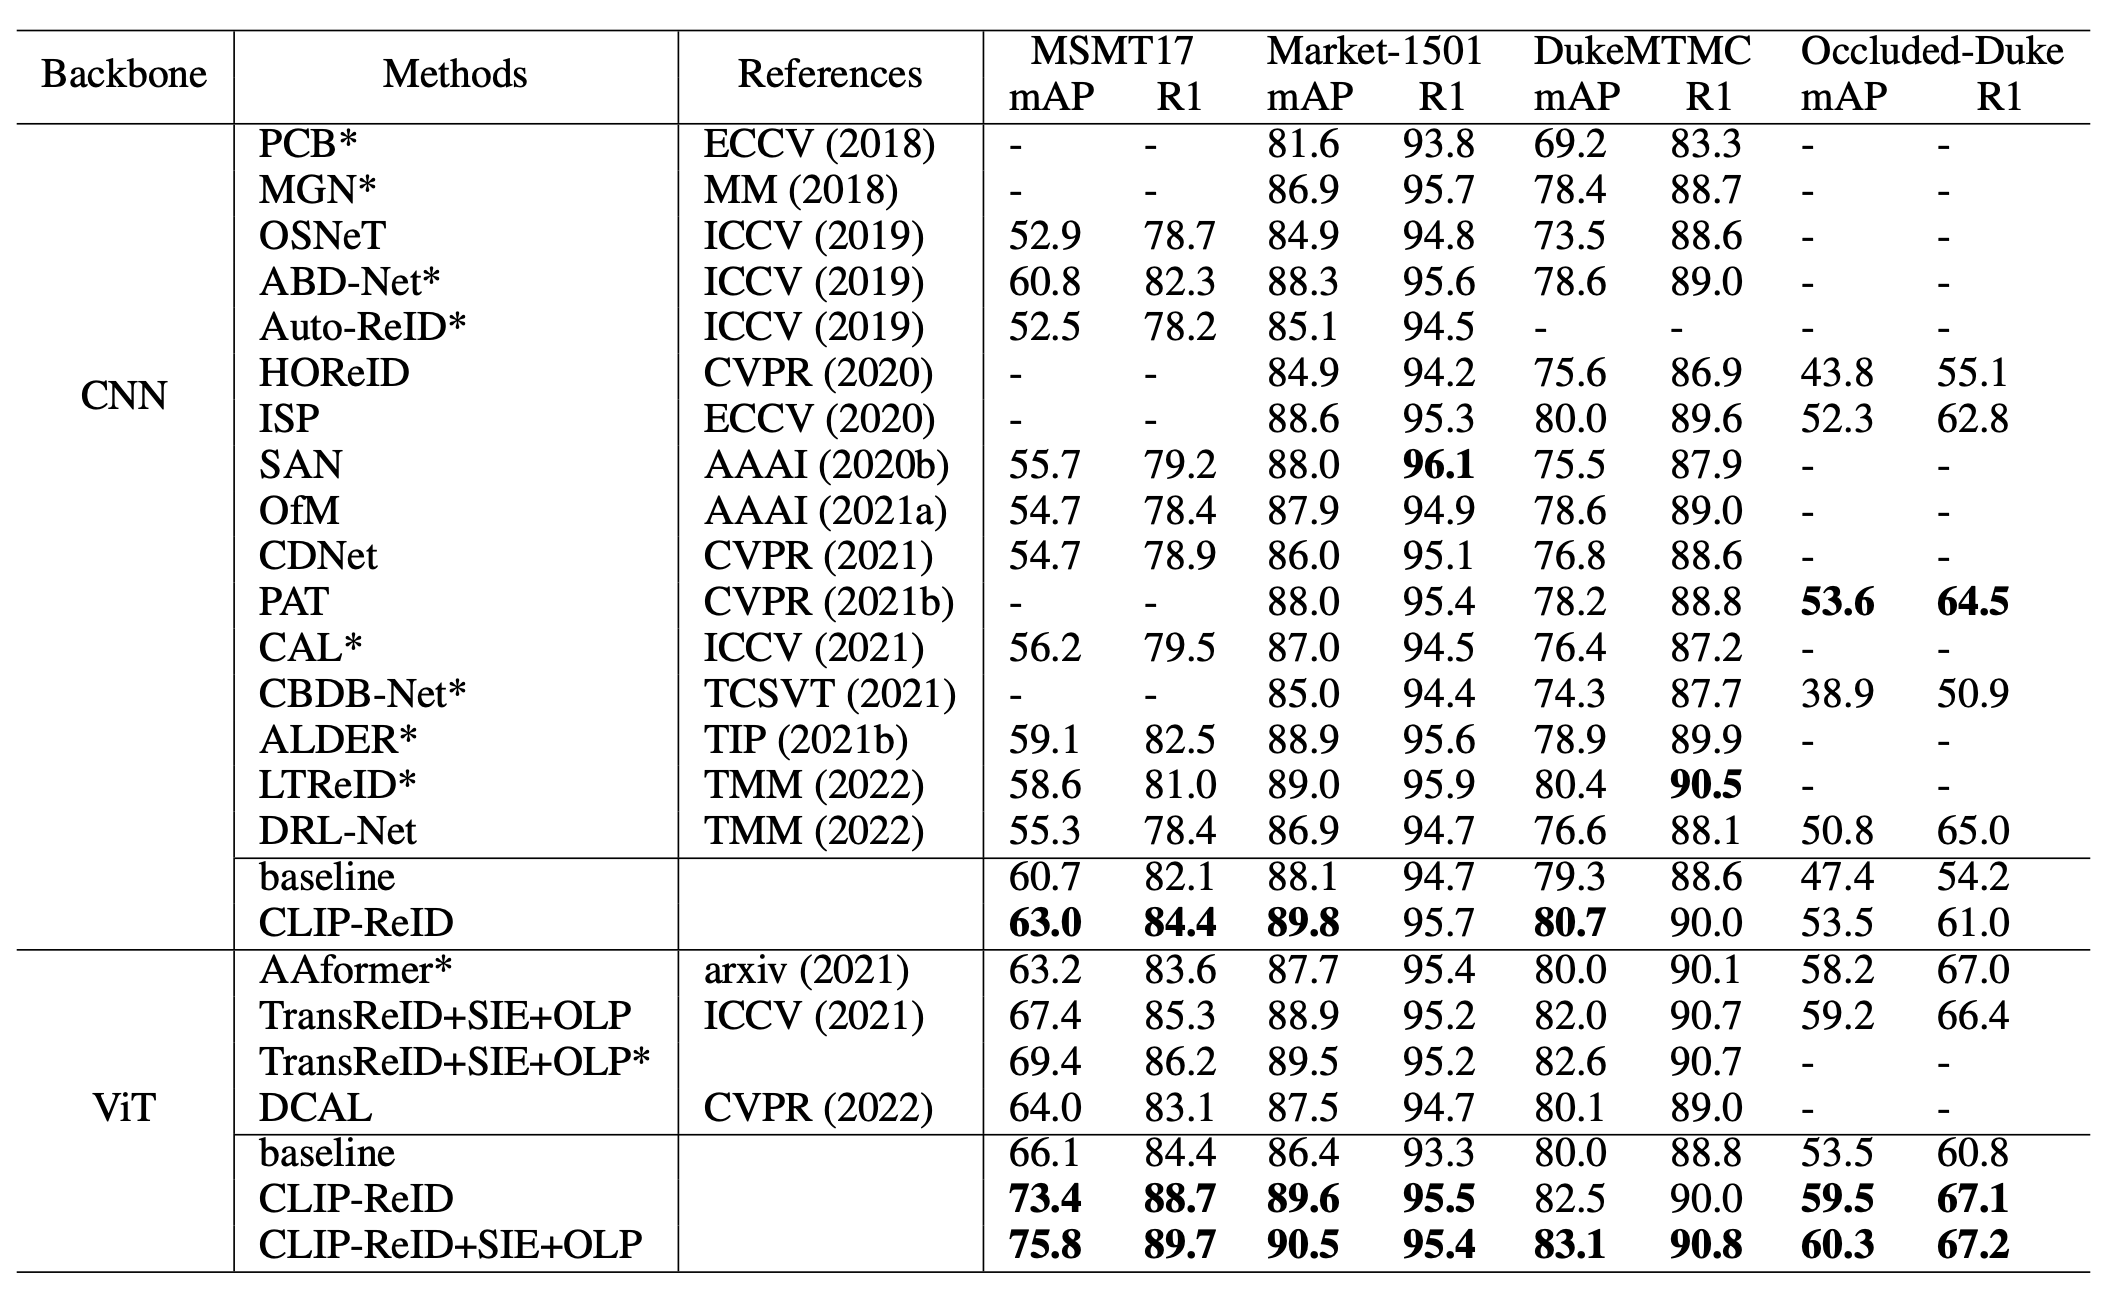 Backbone Methods References MSMT17 Market-1501 DukeMTMC Occluded-Duke
mAP R1 mAP R1 mAP R1 mAP R1
CNN
PCB* ECCV (2018) - - 81.6 93.8 69.2 83.3 - -
MGN* MM (2018) - - 86.9 95.7 78.4 88.7 - -
OSNeT ICCV (2019) 52.9 78.7 84.9 94.8 73.5 88.6 - -
ABD-Net* ICCV (2019) 60.8 82.3 88.3 95.6 78.6 89.0 - -
Auto-ReID* ICCV (2019) 52.5 78.2 85.1 94.5 - - - -
HOReID CVPR (2020) - - 84.9 94.2 75.6 86.9 43.8 55.1
ISP ECCV (2020) - - 88.6 95.3 80.0 89.6 52.3 62.8
SAN AAAI (2020b) 55.7 79.2 88.0 96.1 75.5 87.9 - -
OfM AAAI (2021a) 54.7 78.4 87.9 94.9 78.6 89.0 - -
CDNet CVPR (2021) 54.7 78.9 86.0 95.1 76.8 88.6 - -
PAT CVPR (2021b) - - 88.0 95.4 78.2 88.8 53.6 64.5
CAL* ICCV (2021) 56.2 79.5 87.0 94.5 76.4 87.2 - -
CBDB-Net* TCSVT (2021) - - 85.0 94.4 74.3 87.7 38.9 50.9
ALDER* TIP (2021b) 59.1 82.5 88.9 95.6 78.9 89.9 - -
LTReID* TMM (2022) 58.6 81.0 89.0 95.9 80.4 90.5 - -
DRL-Net TMM (2022) 55.3 78.4 86.9 94.7 76.6 88.1 50.8 65.0
baseline 60.7 82.1 88.1 94.7 79.3 88.6 47.4 54.2
CLIP-ReID 63.0 84.4 89.8 95.7 80.7 90.0 53.5 61.0
ViT
AAformer* arxiv (2021) 63.2 83.6 87.7 95.4 80.0 90.1 58.2 67.0
TransReID+SIE+OLP ICCV (2021) 67.4 85.3 88.9 95.2 82.0 90.7 59.2 66.4
TransReID+SIE+OLP* 69.4 86.2 89.5 95.2 82.6 90.7 - -
DCAL CVPR (2022) 64.0 83.1 87.5 94.7 80.1 89.0 - -
baseline 66.1 84.4 86.4 93.3 80.0 88.8 53.5 60.8
CLIP-ReID 73.4 88.7 89.6 95.5 82.5 90.0 59.5 67.1
CLIP-ReID+SIE+OLP 75.8 89.7 90.5 95.4 83.1 90.8 60.3 67.2